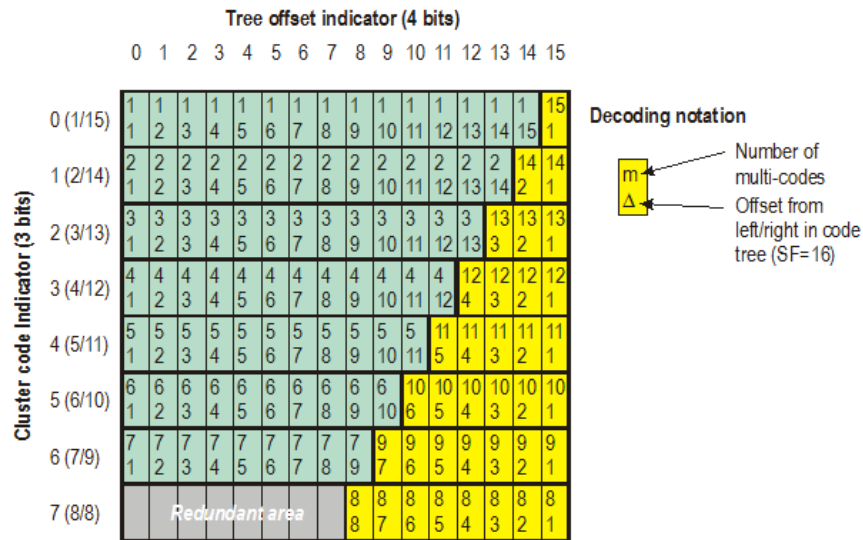 Tree offset indicator (4 bits)
0 1 2 3 4 5 6 7 8 9 10 11 12 13 14 15
Cluster code Indicator (3 bits)
0 (1/15)
1 1 1 1 1 1 1 1 1 1 1 1 1 1 1 15
1 2 3 4 5 6 7 8 9 10 11 12 13 14 15 1
1 (2/14)
2 2 2 2 2 2 2 2 2 2 2 2 2 2 14 14
1 2 3 4 5 6 7 8 9 10 11 12 13 14 2 1
2 (3/13)
3 3 3 3 3 3 3 3 3 3 3 3 3 13 13 13
1 2 3 4 5 6 7 8 9 10 11 12 13 3 2 1
3 (4/12)
4 4 4 4 4 4 4 4 4 4 4 4 12 12 12 12
1 2 3 4 5 6 7 8 9 10 11 12 4 3 2 1
4 (5/11)
5 5 5 5 5 5 5 5 5 5 5 11 11 11 11 11
1 2 3 4 5 6 7 8 9 10 11 5 4 3 2 1
5 (6/10)
6 6 6 6 6 6 6 6 6 6 10 10 10 10 10 10
1 2 3 4 5 6 7 8 9 10 6 5 4 3 2 1
6 (7/9)
7 7 7 7 7 7 7 7 7 9 9 9 9 9 9 9
1 2 3 4 5 6 7 8 9 7 6 5 4 3 2 1
7 (8/8)
Redundant area
8 8 8 8 8 8 8 8
8 7 6 5 4 3 2 1
Decoding notation
m
Δ
Number of
multi-codes
Offset from
left/right in code
tree (SF=16)